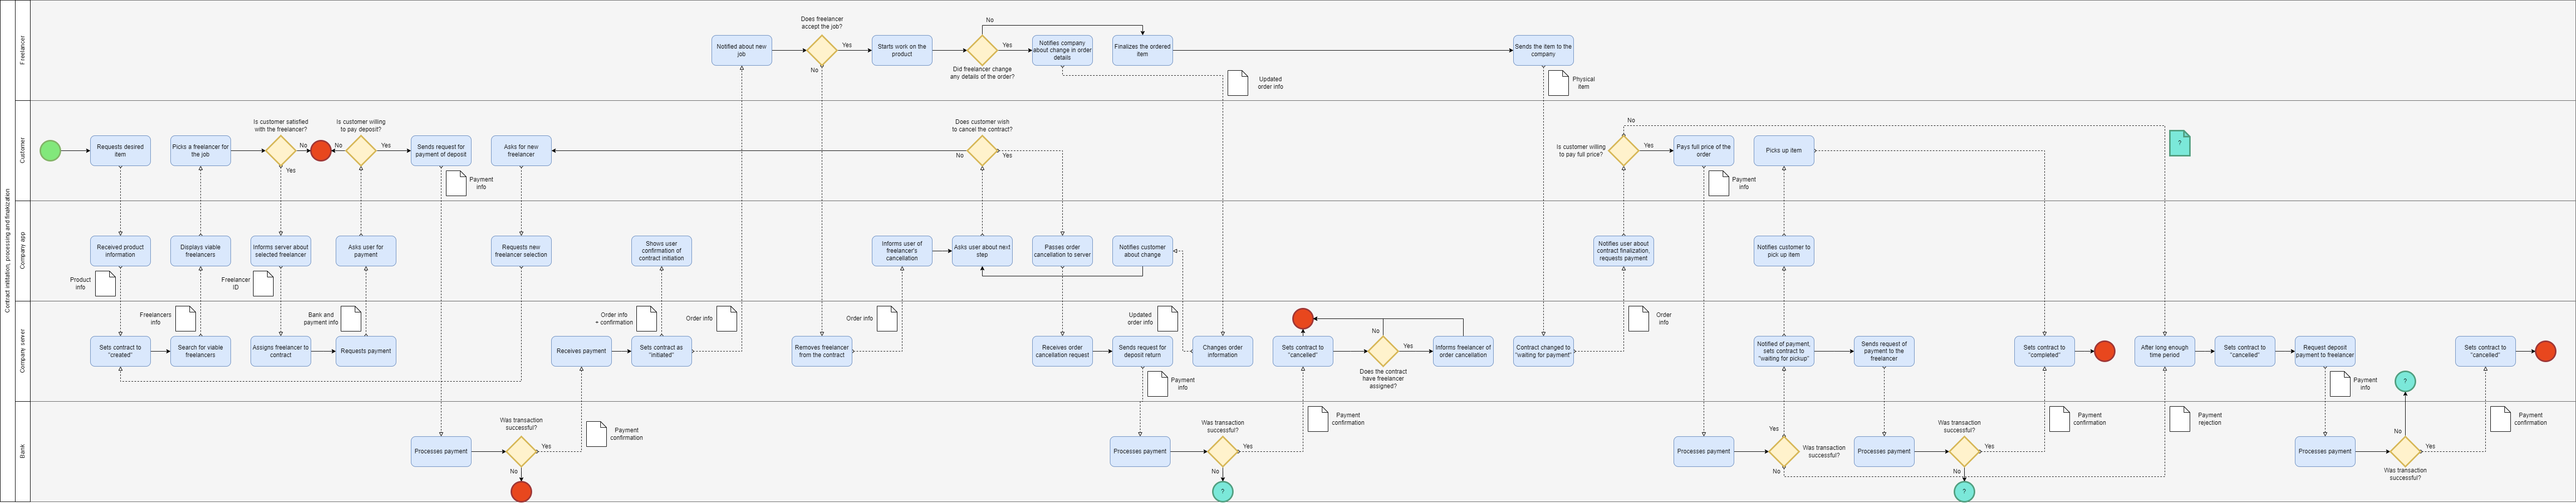 Contract initiation, processing and finalization
Freelancer
Notified about new
job
Does freelancer
accept the job?
Yes
No
Starts work on the
product
No
Yes
Did freelancer change
any details of the order?
Notifies company
about change in order
details
Finalizes the ordered
item
Updated
order info
Sends the item to the
company
Physical
item
Customer
Requests desired
item
Picks a freelancer for
the job
Is customer satisfied
with the freelancer?
No
Yes
Is customer willing
to pay deposit?
No
Yes
Sends request for
payment of deposit
Payment
info
Asks for new
freelancer
Does customer wish
to cancel the contract?
No
Yes
Is customer willing
to pay full price?
No
Yes
Pays full price of the
order
Payment
info
Picks up item
?
Company app
Received product
information
Product
info
Displays viable
freelancers
Informs server about
selected freelancer
Freelancer
ID
Asks user for
payment
Requests new
freelancer selection
Shows user
confirmation of
contract initiation
Informs user of
freelancer's
cancellation
Asks user about next
step
Passes order
cancellation to server
Notifies customer
about change
Notifies user about
contract finalization,
requests payment
Notifies customer to
pick up item
Company server
Sets contract to
"created"
Freelancers
info
Search for viable
freelancers
Assigns freelancer to
contract
Bank and
payment info
Requests payment
Receives payment
Order info
+ confirmation
Sets contract as
"initiated"
Order info
Removes freelancer
from the contract
Order info
Receives order
cancellation request
Sends request for
deposit return
Updated
order info
Payment
info
Changes order
information
Sets contract to
"cancelled"
No
Yes
Does the contract
have freelancer
assigned?
Informs freelancer of
order cancellation
Contract changed to
"waiting for payment"
Order
info
Notified of payment,
sets contract to
"waiting for pickup"
Sends request of
payment to the
freelancer
Sets contract to
"completed"
After long enough
time period
Sets contract to
"cancelled"
Request deposit
payment to freelancer
Payment
info
?
Sets contract to
"cancelled"
Bank
Processes payment
Was transaction
successful?
Yes
No
Payment
confirmation
Processes payment
Was transaction
successful?
Yes
No
?
Payment
confirmation
Processes payment
Yes
No
Was transaction
successful?
Processes payment
Was transaction
successful?
Yes
No
?
Payment
confirmation
Payment
rejection
Processes payment
No
Yes
Was transaction
successful?
Payment
confirmation